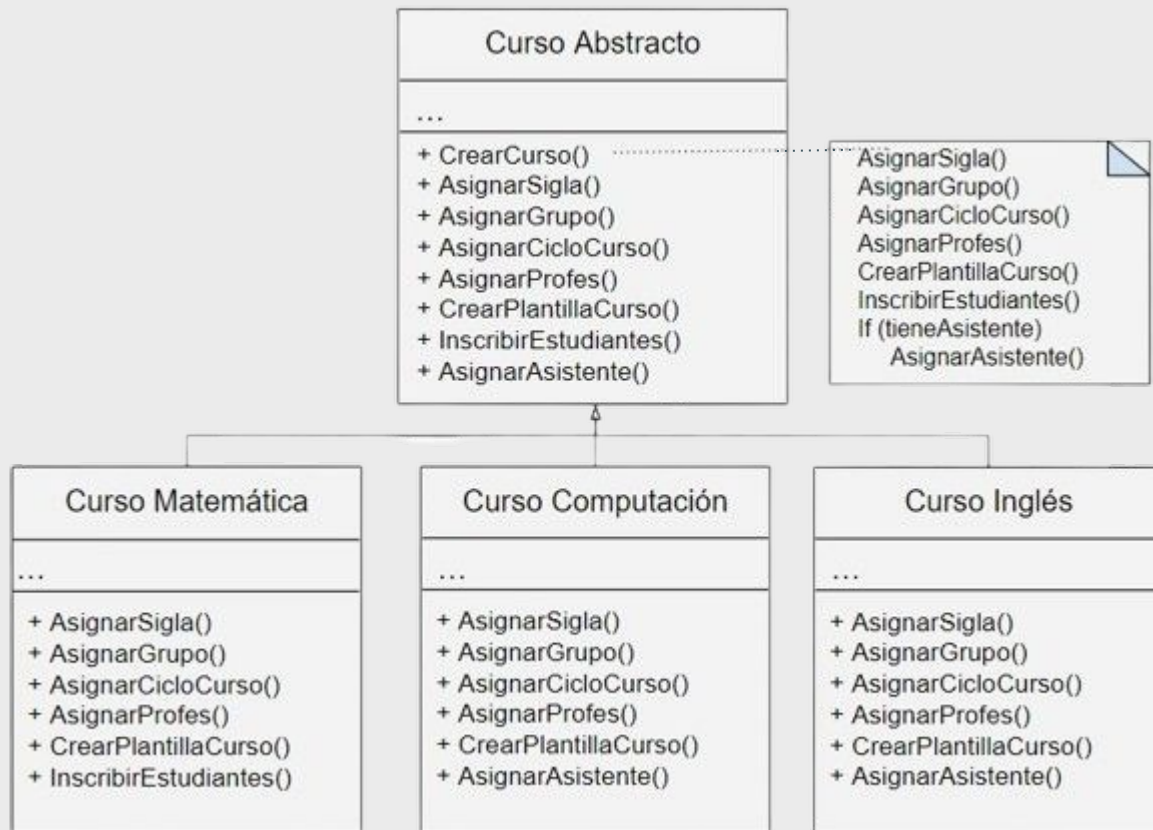 Curso Abstracto
...
+ CrearCurso()
+ AsignarSigla()
+ AsignarGrupo()
+ AsignarCicloCurso()
+ AsignarProfes()
+ CrearPlantillaCurso()
+ InscribirEstudiantes()
+ AsignarAsistente()
AsignarSigla()
AsignarGrupo()
AsignarCicloCurso()
AsignarProfes()
CrearPlantillaCurso()
InscribirEstudiantes()
If (tieneAsistente)
AsignarAsistente()
Curso Matemática
...
+ AsignarSigla()
+ AsignarGrupo()
+ AsignarCicloCurso()
+ AsignarProfes()
+ CrearPlantillaCurso()
+ InscribirEstudiantes()
Curso Computación
...
+ AsignarSigla()
+ AsignarGrupo()
+ AsignarCicloCurso()
+ AsignarProfes()
+ CrearPlantillaCurso()
+ AsignarAsistente()
Curso Inglés
...
+ AsignarSigla()
+ AsignarGrupo()
+ AsignarCicloCurso()
+ AsignarProfes()
+ CrearPlantillaCurso()
+ AsignarAsistente()